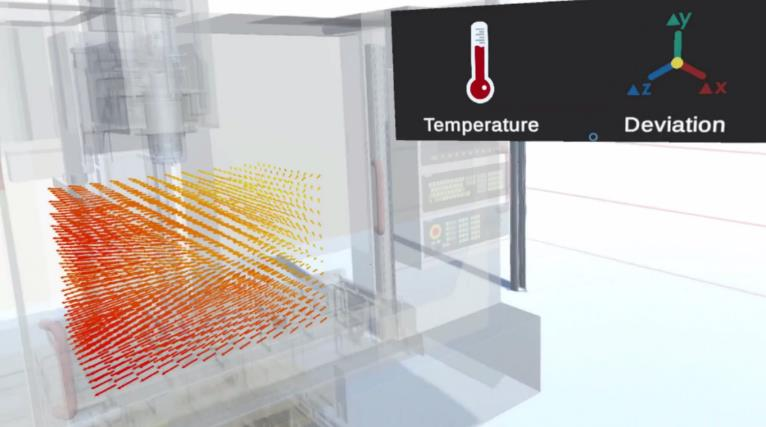 Temperature
Deviation
▲y
▲z
▲x